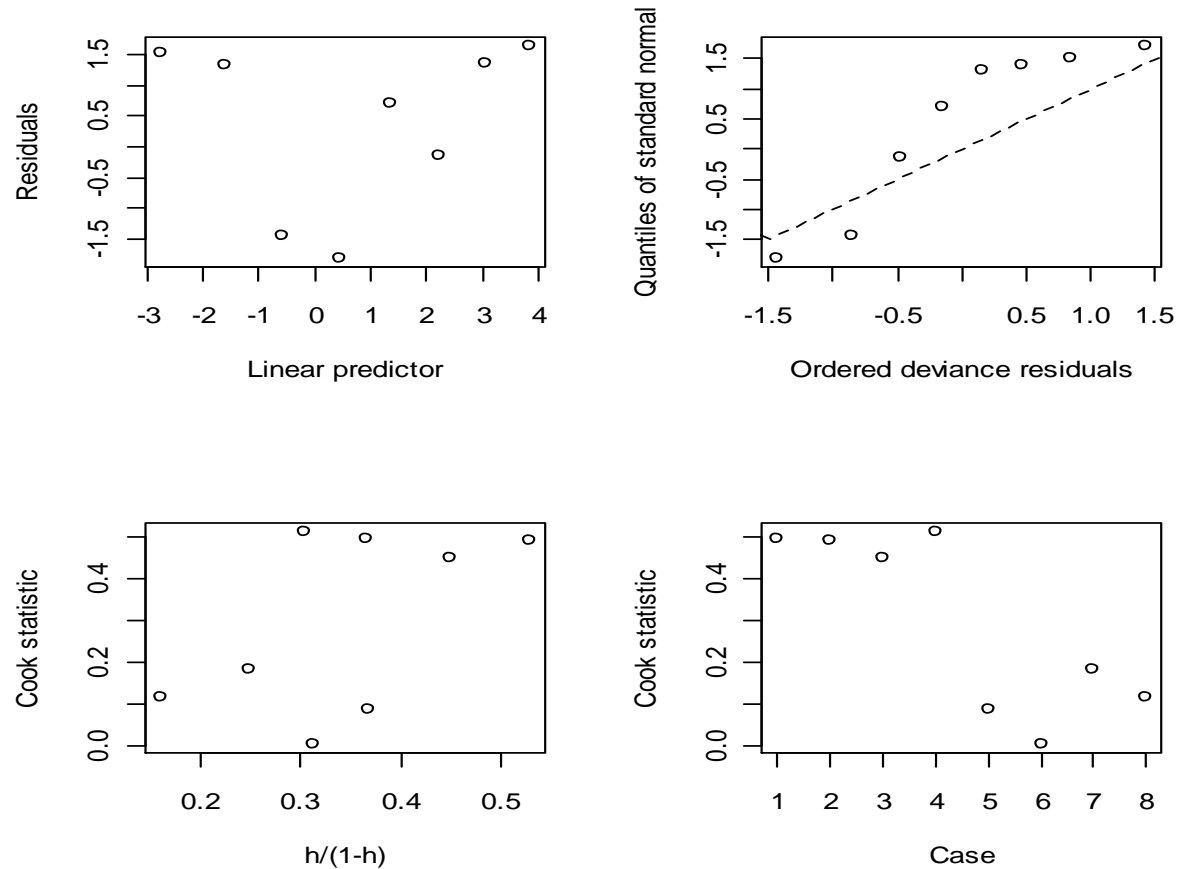 Residuals
1.5
0.5
-0.5
-1.5
-3 -2 -1 0 1 2 3 4
Linear predictor
Quantiles of standard normal
1.5
0.5
-0.5
-1.5
-1.5 -0.5 0.5 1.0 1.5
Ordered deviance residuals
Cook statistic
0.4
0.2
0.0
0.2 0.3 0.4 0.5
h/(1-h)
Cook statistic
0.4
0.2
0.0
1 2 3 4 5 6 7 8
Case